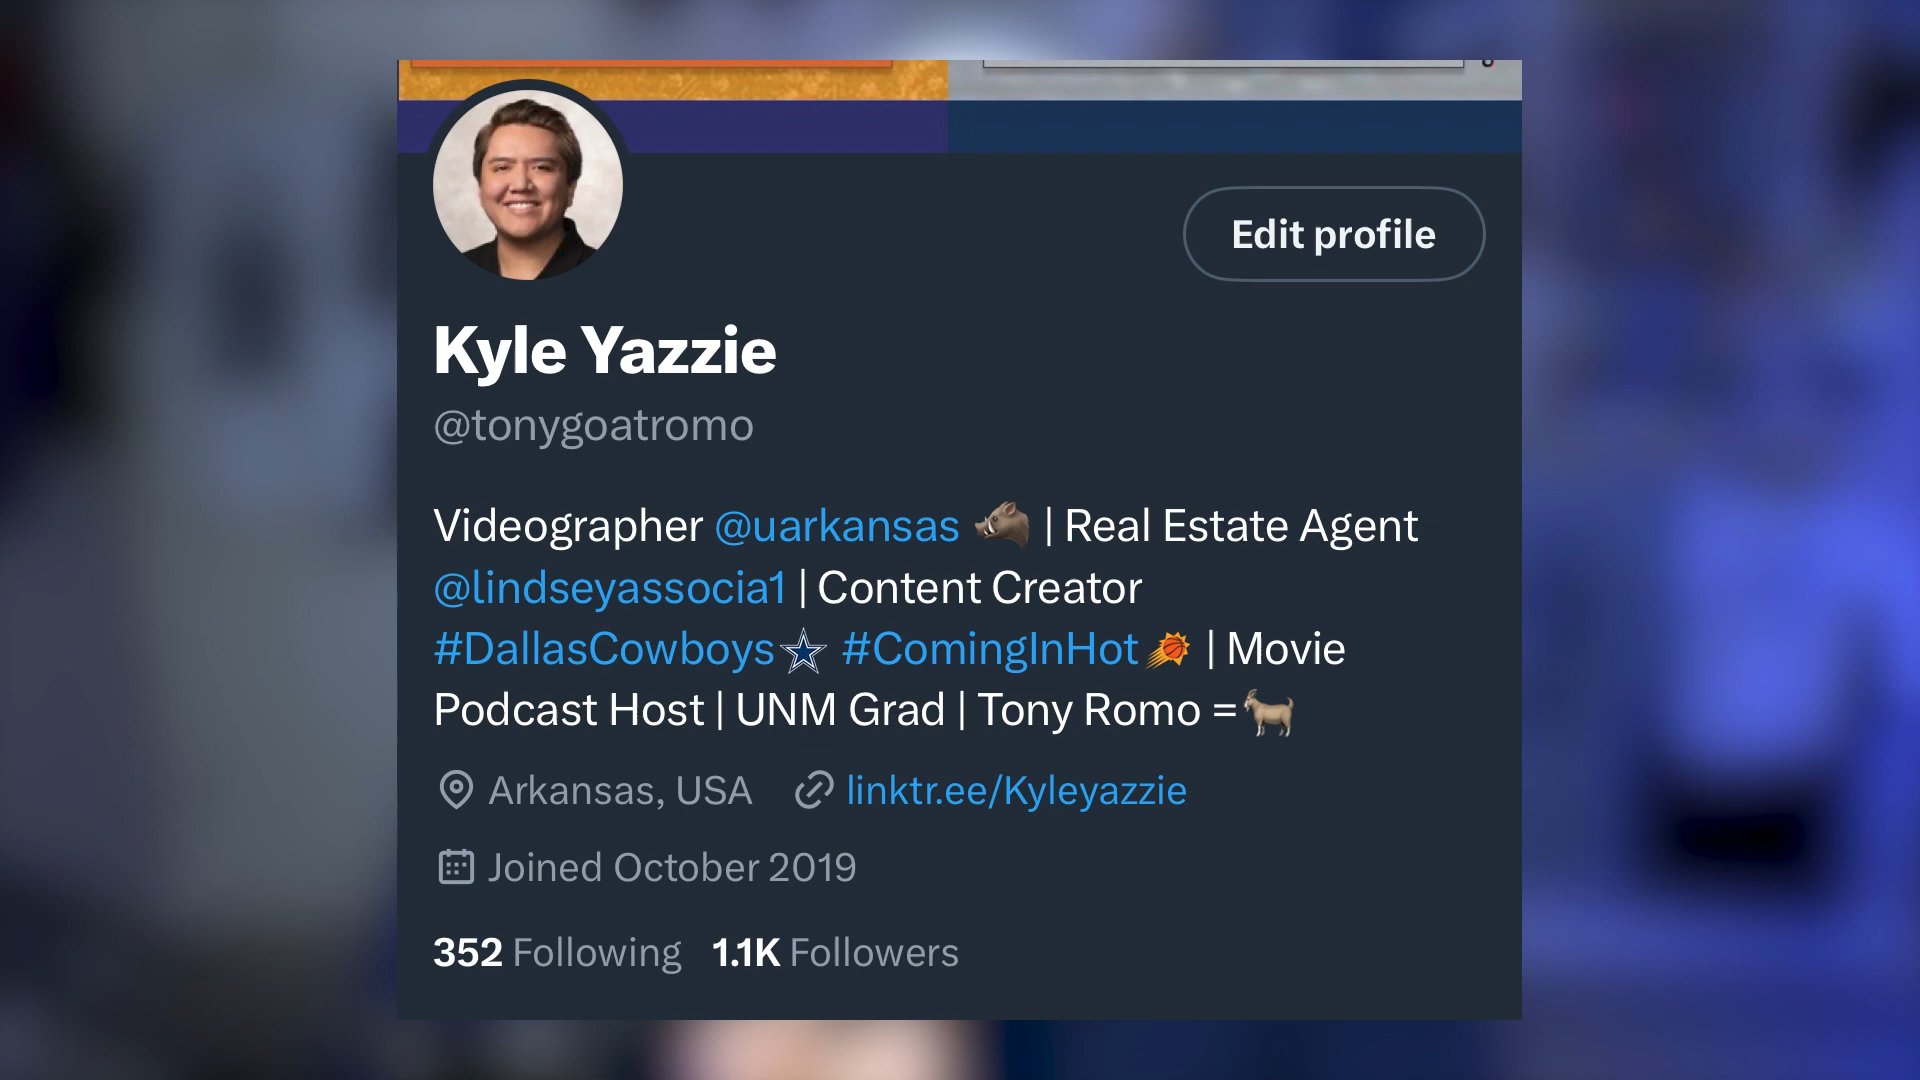 Edit profile
Kyle Yazzie
@tonygoatromo
Videographer @uarkansas 🐗 | Real Estate Agent
@lindseyassocia1 | Content Creator
#DallasCowboys #ComingInHot | Movie
Podcast Host | UNM Grad | Tony Romo =🐐
Arkansas, USA linktr.ee/Kyleyazzie
Joined October 2019
352 Following 1.1K Followers